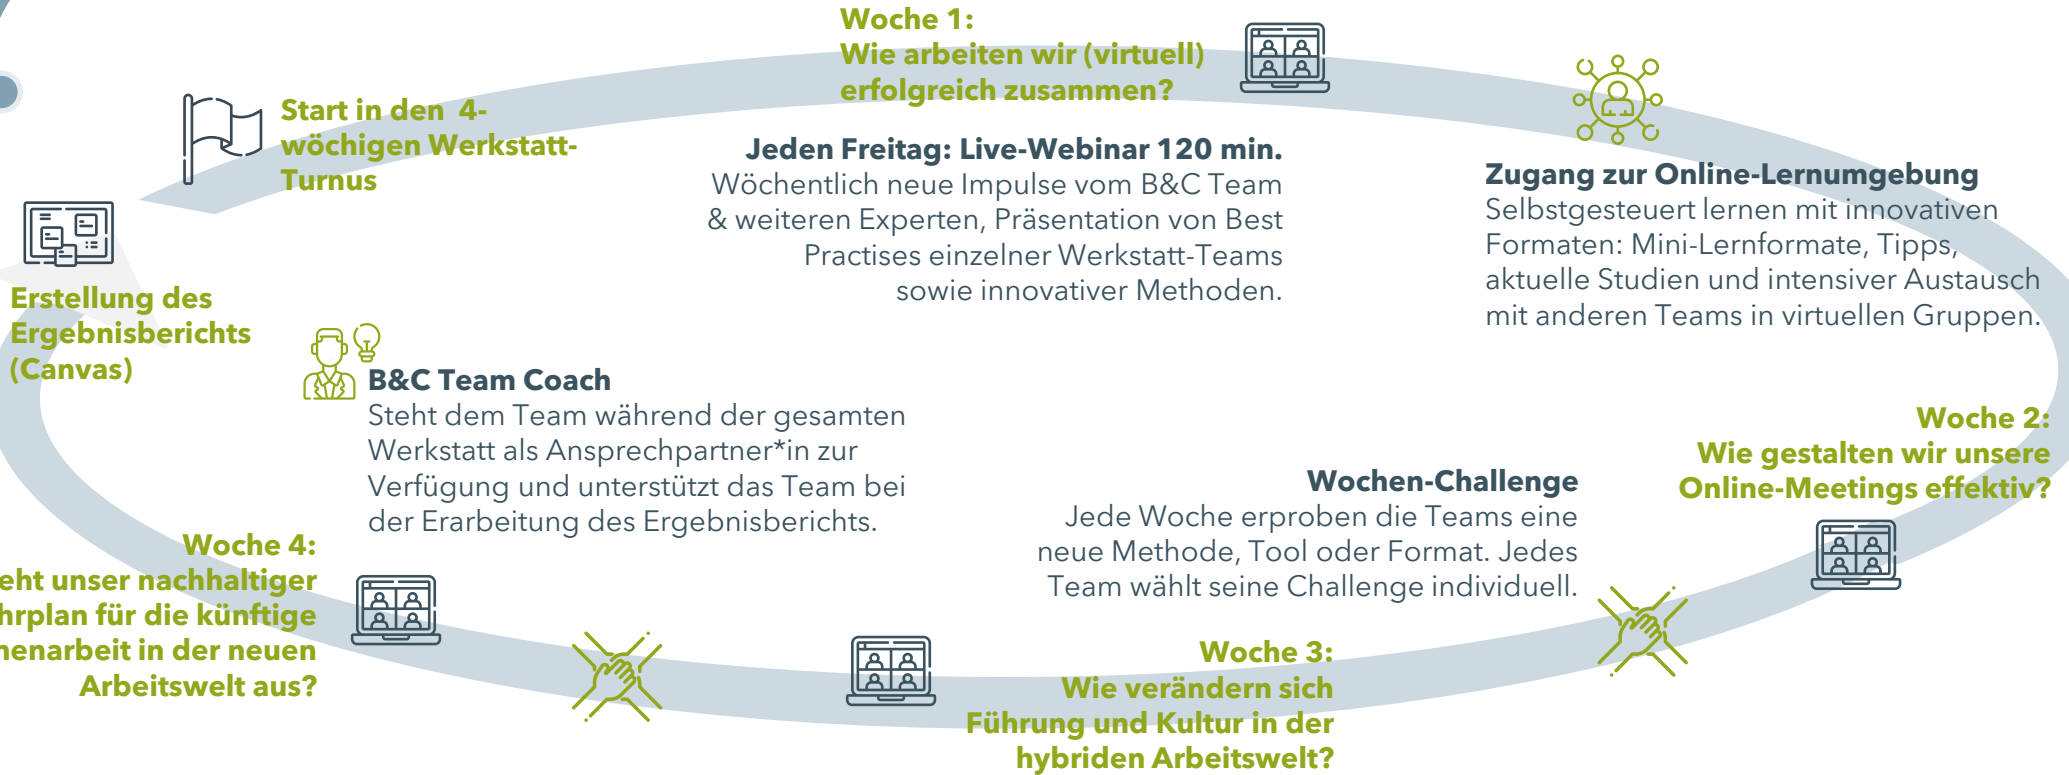 Start in den 4-
wöchigen Werkstatt-
Turnus
Woche 1:
Wie arbeiten wir (virtuell)
erfolgreich zusammen?
Jeden Freitag: Live-Webinar 120 min.
Wöchentlich neue Impulse vom B&C Team
& weiteren Experten, Präsentation von Best
Practises einzelner Werkstatt-Teams
sowie innovativer Methoden.
Zugang zur Online-Lernumgebung
Selbstgesteuert lernen mit innovativen
Formaten: Mini-Lernformate, Tipps,
aktuelle Studien und intensiver Austausch
mit anderen Teams in virtuellen Gruppen.
Woche 2:
Wie gestalten wir unsere
Online-Meetings effektiv?
Wochen-Challenge
Jede Woche erproben die Teams eine
neue Methode, Tool oder Format. Jedes
Team wählt seine Challenge individuell.
Woche 3:
Wie verändern sich
Führung und Kultur in der
hybriden Arbeitswelt?
B&C Team Coach
Steht dem Team während der gesamten
Werkstatt als Ansprechpartner*in zur
Verfügung und unterstützt das Team bei
der Erarbeitung des Ergebnisberichts.
Woche 4:
unser nachhaltiger
für die künftige
in der neuen
Arbeitswelt aus?
Erstellung des
Ergebnisberichts
(Canvas)